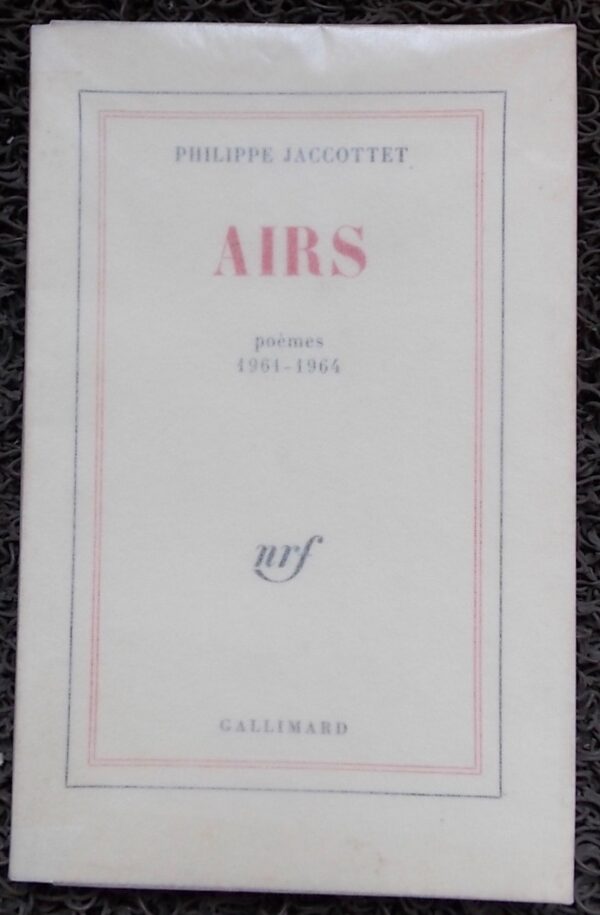 PHILIPPE JACCOTTET
AIRS
poèmes
1961-1964
nrf
GALLIMARD